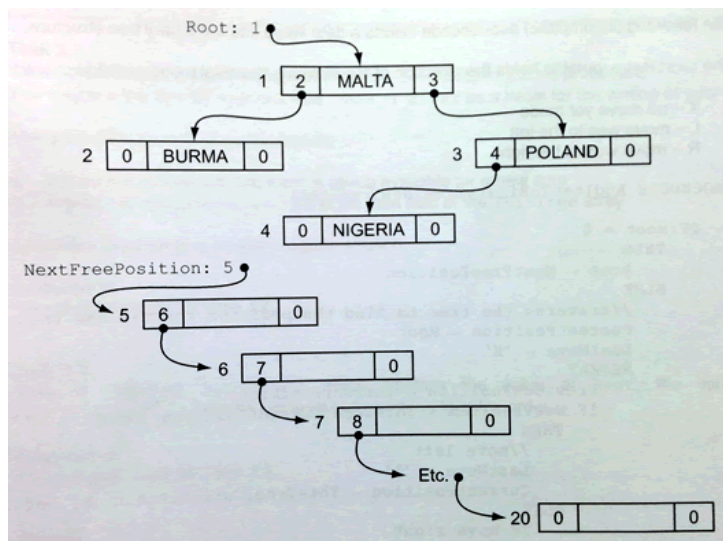 Root: 1
1 2 MALTA 3
2 0 BURMA 0
3 4 POLAND 0
4 0 NIGERIA 0
NextFreePosition: 5
5 6 0
6 7 0
7 8 0
Etc.
20 0 0